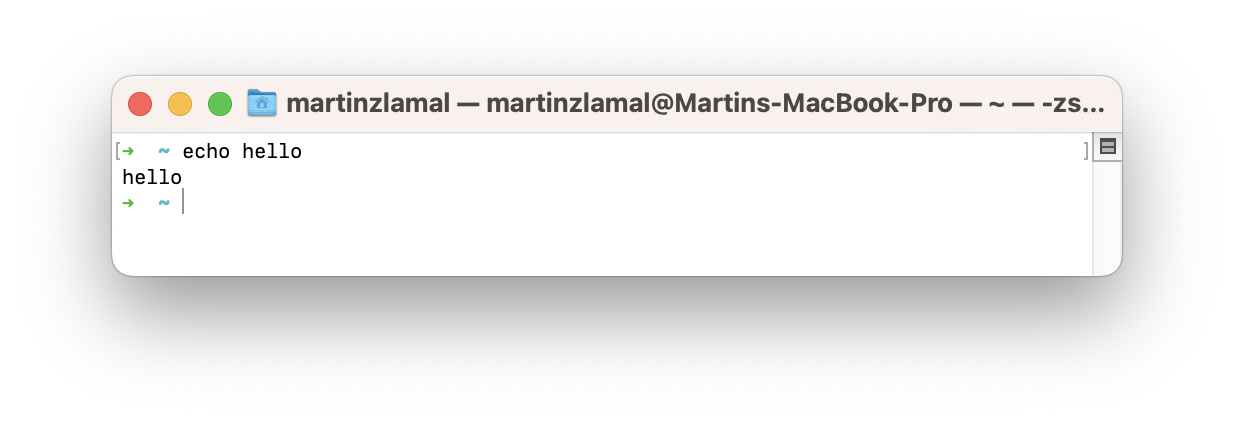 martinzlamal — martinzlamal@Martins-MacBook-Pro — ~ — -zs...
[➜  ~ echo hello ]
hello
➜  ~